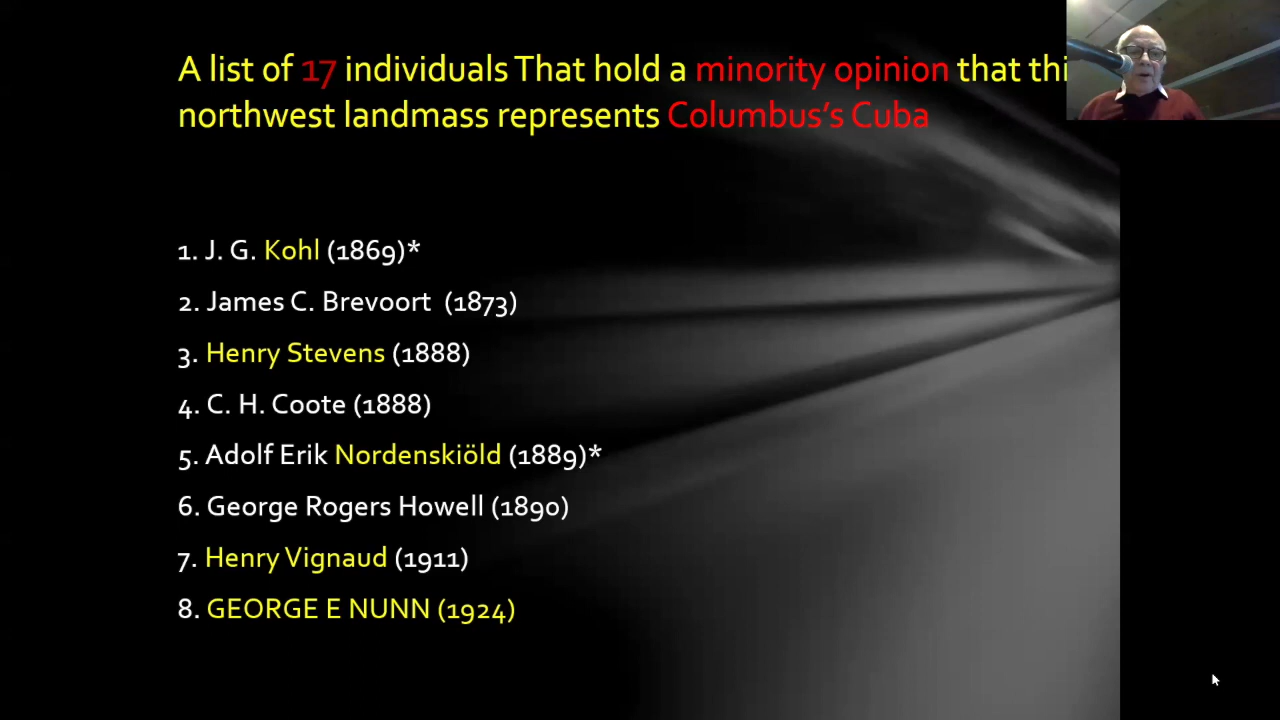 A list of 17 individuals That hold a minority opinion that
northwest landmass represents Columbus's Cuba
1. J. G. Kohl (1869)*
2. James C. Brevoort (1873)
3. Henry Stevens (1888)
4. C. H. Coote (1888)
5. Adolf Erik Nordenskiöld (1889)*
6. George Rogers Howell (1890)
7. Henry Vignaud (1911)
8. GEORGE E NUNN (1924)